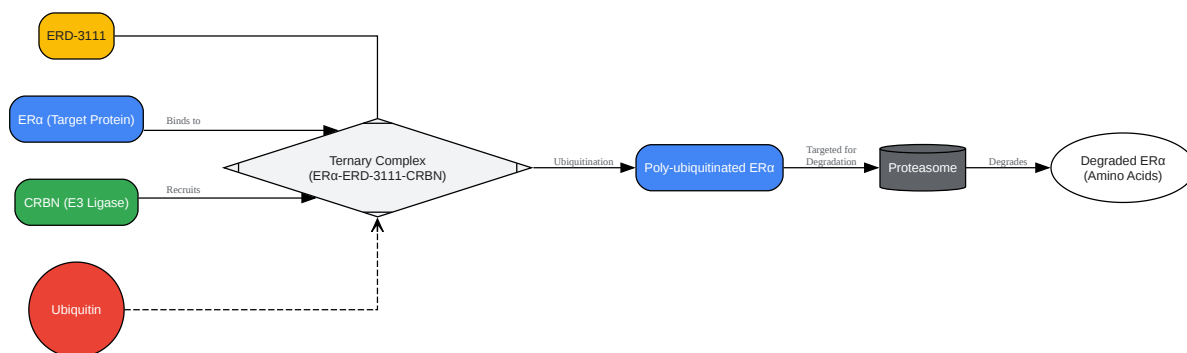 ERD-3111
ERα (Target Protein)
Binds to
CRBN (E3 Ligase)
Recruits
Ubiquitin
Ternary Complex
(ERα-ERD-3111-CRBN)
Ubiquitination
Poly-ubiquitinated ERα
Targeted for
Degradation
Proteasome
Degrades
Degraded ERα
(Amino Acids)